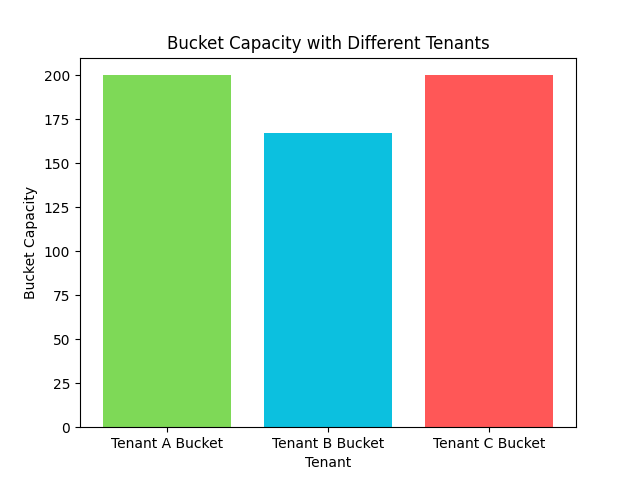 Bucket Capacity with Different Tenants
Bucket Capacity
200
175
150
125
100
75
50
25
0
Tenant A Bucket
Tenant B Bucket
Tenant C Bucket
Tenant